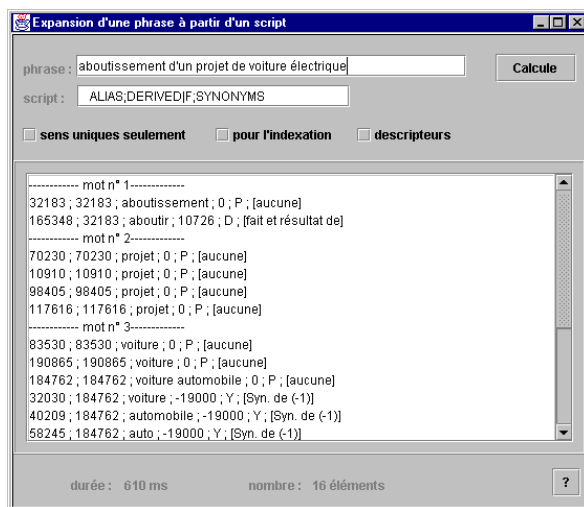 Expansion d'une phrase à partir d'un script
phrase : aboutissement d'un projet de voiture électrique
Calcule
script : ALIAS;DERIVED|F;SYNONYMS
sens uniques seulement pour l'indexation descripteurs
------------ mot n° 1-------------
32183 ; 32183 ; aboutissement ; 0 ; P ; [aucune]
165348 ; 32183 ; aboutir ; 10726 ; D ; [fait et résultat de]
------------ mot n° 2-------------
70230 ; 70230 ; projet ; 0 ; P ; [aucune]
10910 ; 10910 ; projet ; 0 ; P ; [aucune]
98405 ; 98405 ; projet ; 0 ; P ; [aucune]
117616 ; 117616 ; projet ; 0 ; P ; [aucune]
------------ mot n° 3-------------
83530 ; 83530 ; voiture ; 0 ; P ; [aucune]
190865 ; 190865 ; voiture ; 0 ; P ; [aucune]
184762 ; 184762 ; voiture automobile ; 0 ; P ; [aucune]
32030 ; 184762 ; voiture ; -19000 ; Y ; [Syn. de (-1)]
40209 ; 184762 ; automobile ; -19000 ; Y ; [Syn. de (-1)]
58245 ; 184762 ; auto ; -19000 ; Y ; [Syn. de (-1)]
durée : 610 ms nombre : 16 éléments ?